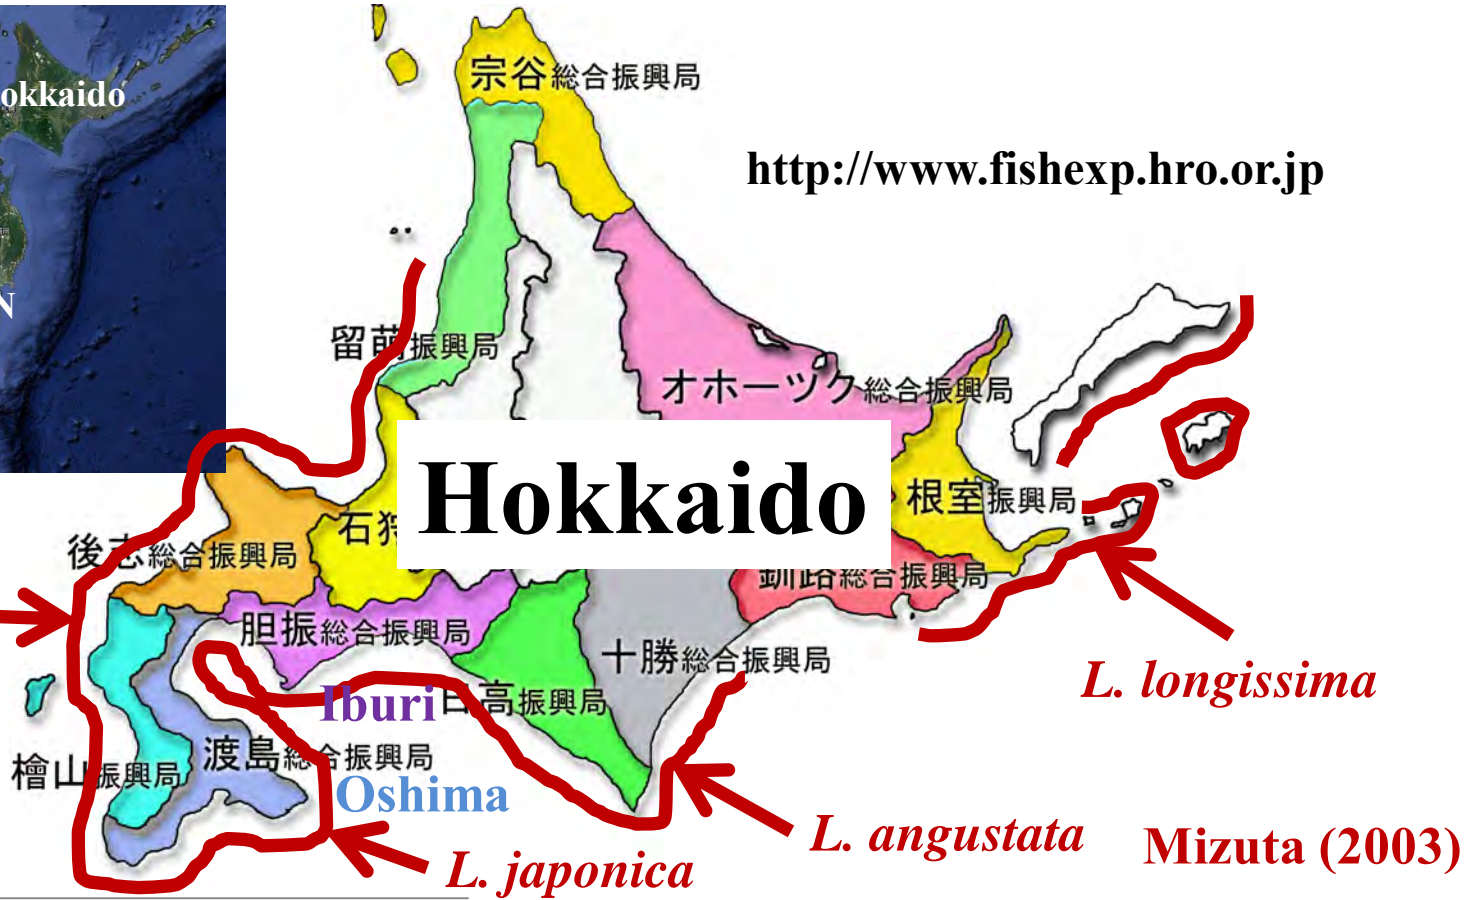 okkaido
N
宗谷総合振興局
http://www.fishexp.hro.or.jp
留萌振興局
オホーツク総合振興局
Hokkaido
根室振興局
石狩
後志総合振興局
釧路総合振興局
胆振総合振興局
十勝総合振興局
L. longissima
Iburi
日高振興局
檜山振興局
渡島総合振興局
Oshima
L. angustata
Mizuta (2003)
L. japonica